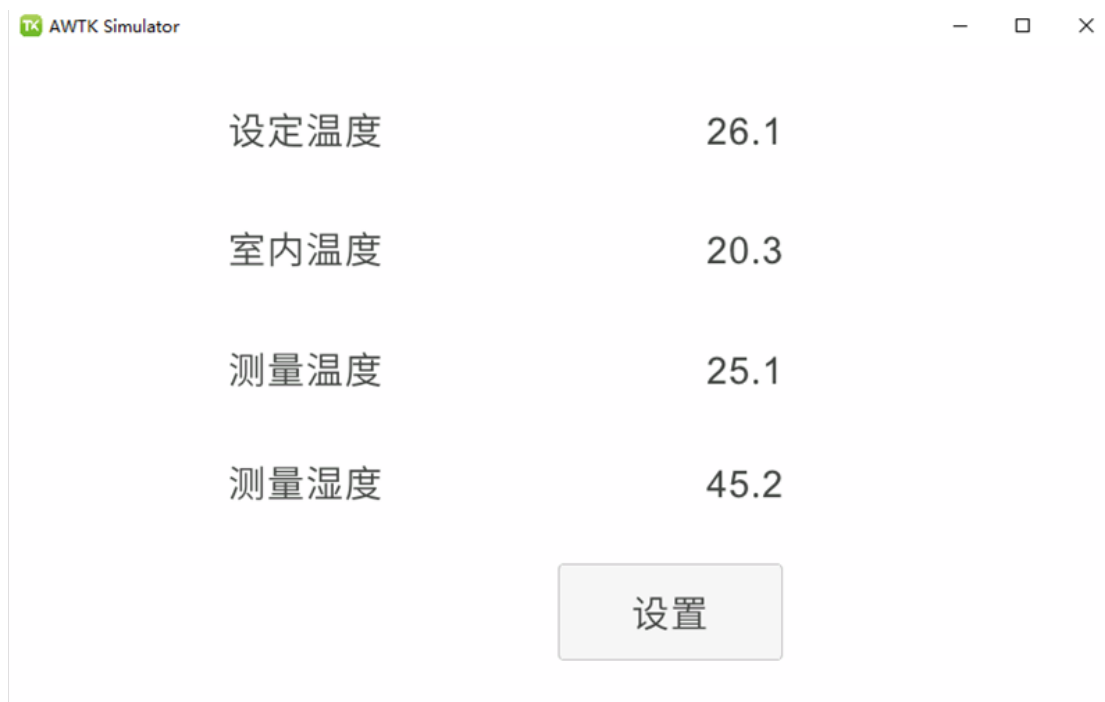 TK AWTK Simulator
设定温度 26.1
室内温度 20.3
测量温度 25.1
测量湿度 45.2
设置